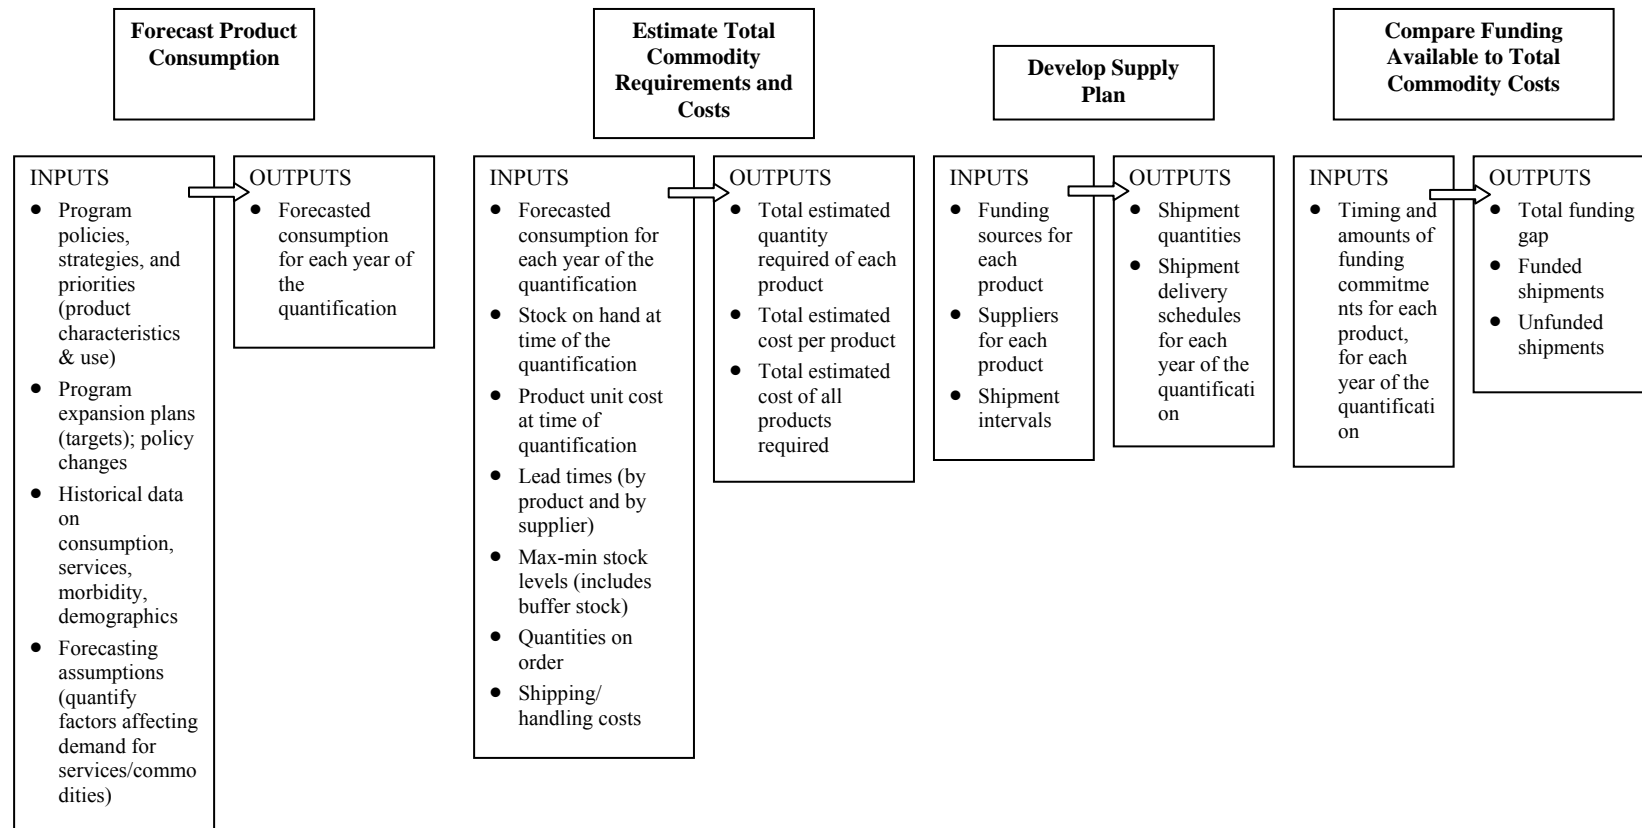 Forecast Product
Consumption
Estimate Total
Commodity
Requirements and
Costs
Develop Supply
Plan
Compare Funding
Available to Total
Commodity Costs
INPUTS
● Program
policies,
strategies, and
priorities
(product
characteristics
& use)
● Program
expansion plans
(targets); policy
changes
● Historical data
on
consumption,
services,
morbidity,
demographics
● Forecasting
assumptions
(quantify
factors affecting
demand for
services/commo
dities)
OUTPUTS
● Forecasted
consumption
for each year of
the
quantification
INPUTS
● Forecasted
consumption for
each year of the
quantification
● Stock on hand at
time of the
quantification
● Product unit cost
at time of
quantification
● Lead times (by
product and by
supplier)
● Max-min stock
levels (includes
buffer stock)
● Quantities on
order
● Shipping/
handling costs
OUTPUTS
● Total estimated
quantity
required of each
product
● Total estimated
cost per product
● Total estimated
cost of all
products
required
INPUTS
● Funding
sources for
each
product
● Suppliers
for each
product
● Shipment
intervals
OUTPUTS
● Shipment
quantities
● Shipment
delivery
schedules
for each
year of the
quantificati
on
INPUTS
● Timing and
amounts of
funding
commitme
nts for each
product,
for each
year of the
quantificati
on
OUTPUTS
● Total funding
gap
● Funded
shipments
● Unfunded
shipments